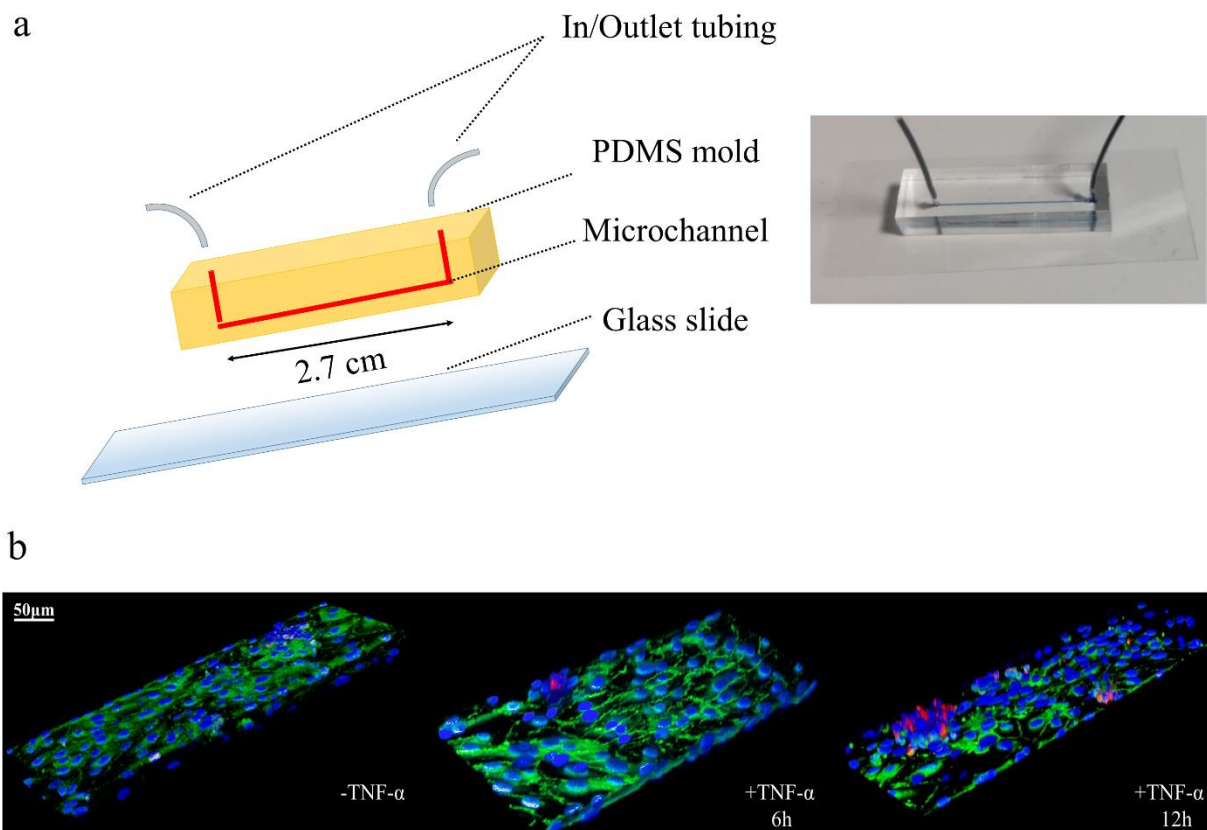 a
In/Outlet tubing
PDMS mold
Microchannel
Glass slide
2.7 cm
b
50μm
-TNF-α
+TNF-α
6h
+TNF-α
12h